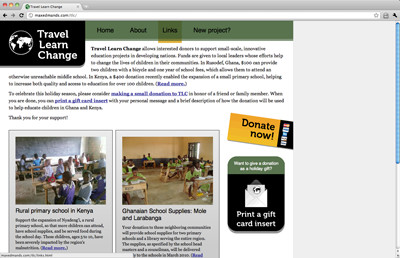 Travel Learn Change
maxedmonds.com/tlc/
Travel
Learn
Change
Home
About
Links
New project?
Travel Learn Change allows interested donors to support small-scale, innovative
education projects in developing nations. Funds are given to local leaders whose efforts help
to change the lives of children in their communities. In Ghana, $100 can provide
two children with a bicycle and one year of school fees, which allows them to attend an
otherwise unreachable middle school. In Kenya, a $400 donation recently enabled the expansion of a small primary school, helping
to increase both quality and access to education for over 100 children. (Read more.)
To celebrate this holiday season, please consider making a small donation to TLC in honor of a friend or family member. When
you are done, you can print a gift card insert with your personal message and a brief description of how the donation will be used
to help educate children in Ghana and Kenya.
Thank you for your support!
Donate
now!
Want to give a donation
as a holiday gift?
Print a gift
card insert
Rural primary school in Kenya
Support the expansion of Nyadeng'i, a rural
primary school, so that more children can attend,
have school supplies, and be served food during
the school day. These children, ages 5 to 10, have
been severely impacted by the region's
malnutrition. (Read more.)
Ghanaian School Supplies: Mole
and Larabanga
Your donation to these neighboring communities
will provide school supplies for two primary
schools and a library serving the entire region.
The supplies, as specified by the school head
masters and councilmen, will be delivered
to the schools in March 2010. (Read
maxedmonds.com/tlc/links.html